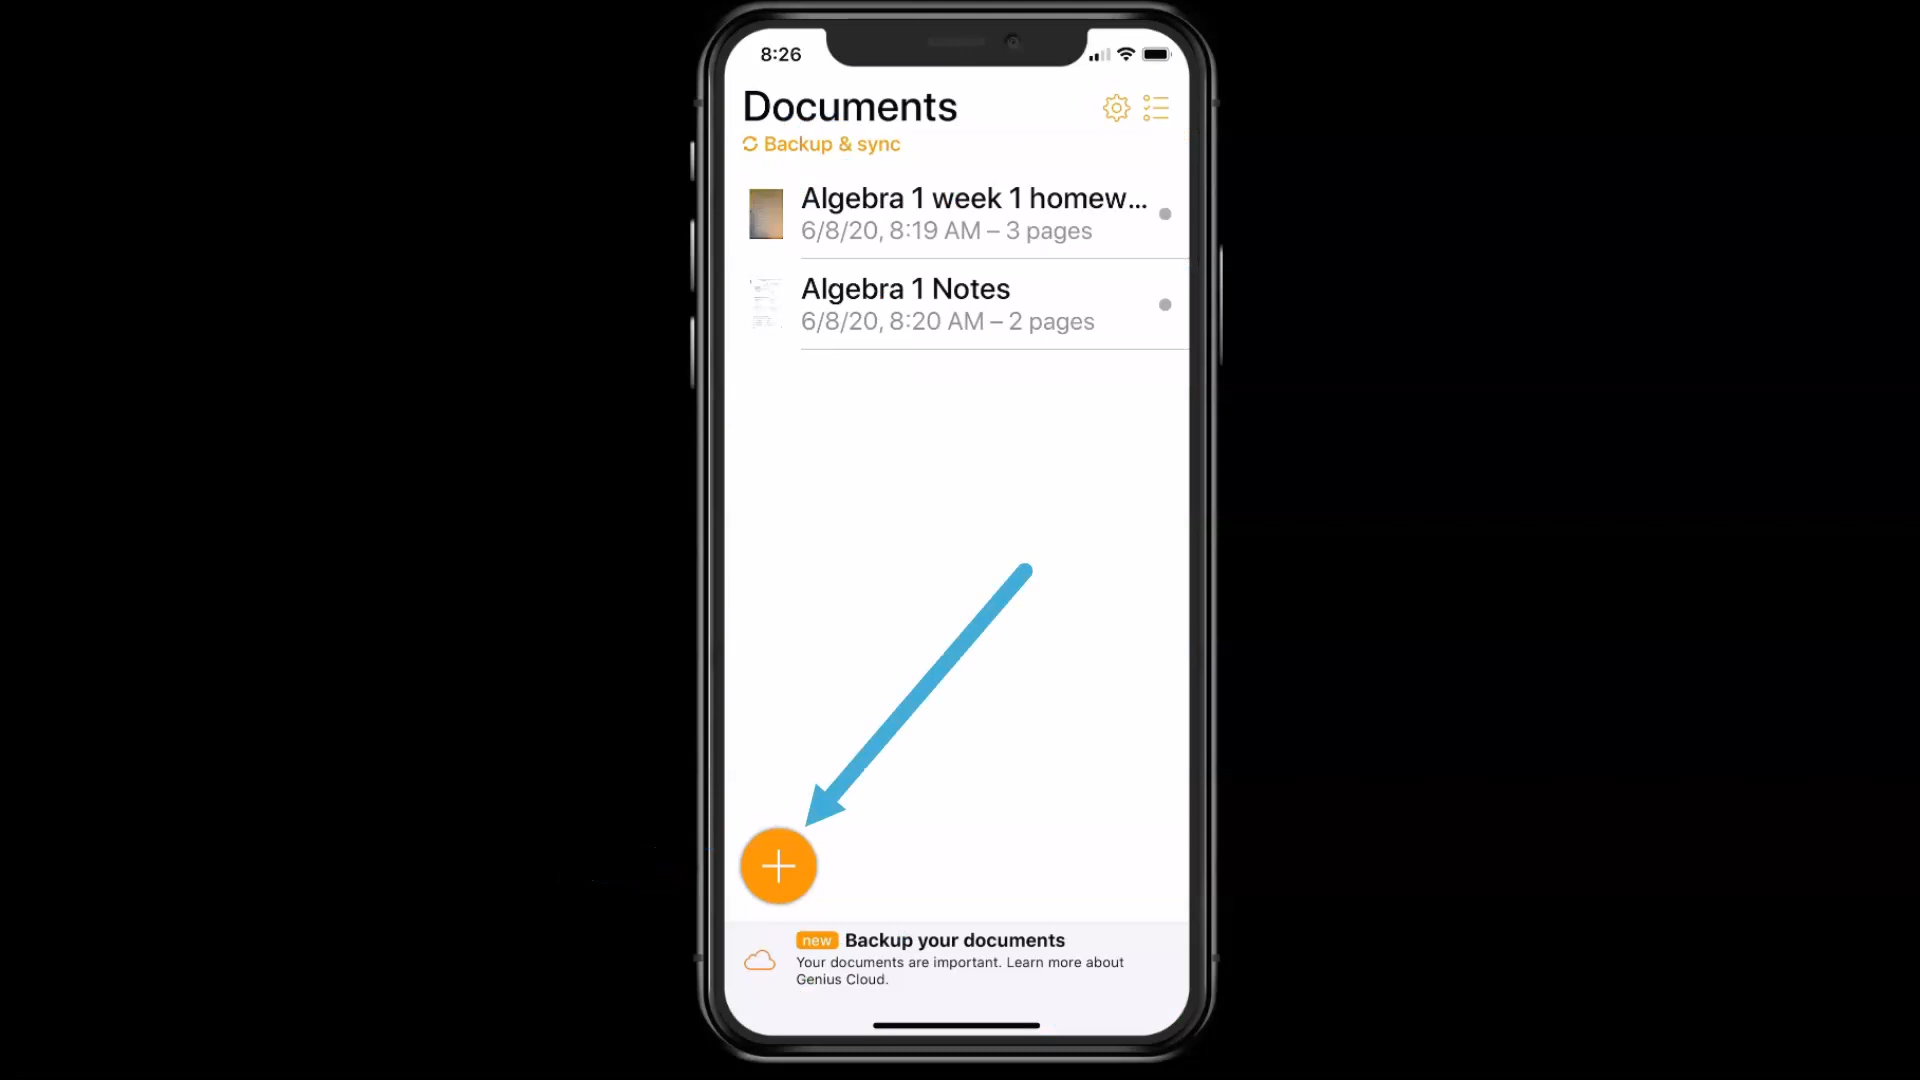 8:26
Documents
Backup & sync
Algebra 1 week 1 homew...
6/8/20, 8:19 AM – 3 pages
Algebra 1 Notes
6/8/20, 8:20 AM – 2 pages
new Backup your documents
Your documents are important. Learn more about
Genius Cloud.